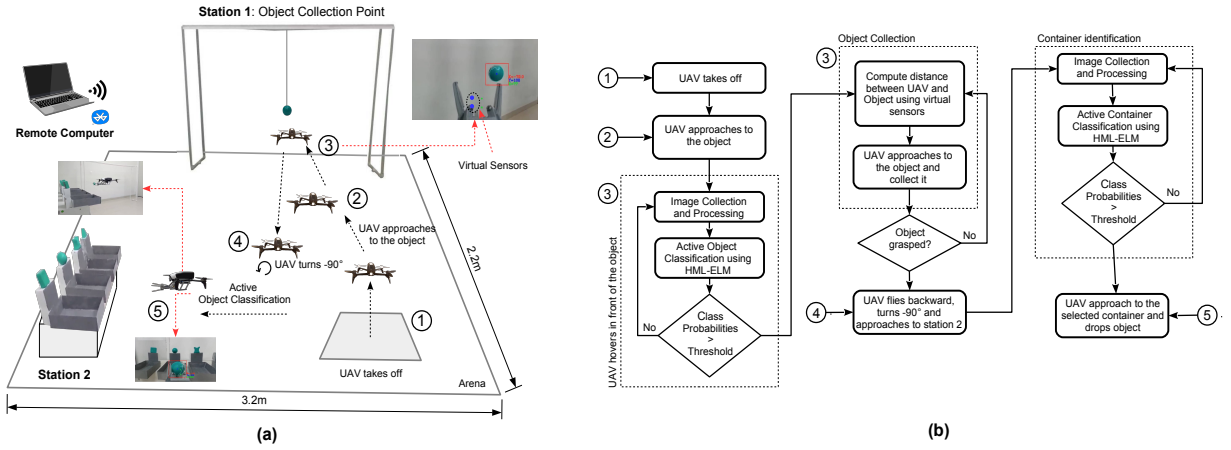 Station 1: Object Collection Point
Remote Computer
3
Virtual Sensors
2
UAV approaches
to the object
4
UAV turns -90°
2.2m
Active
Object Classification
5
1
Station 2
UAV takes off
Arena
3.2m
(a)
1
UAV takes off
2
UAV approaches to
the object
UAV hovers in front of the object
3
Image Collection
and Processing
Active Object
Classification using
HML-ELM
No
Class
Probabilities
>
Threshold
Object Collection
3
Compute distance
between UAV and
Object using virtual
sensors
UAV approaches to
the object and
collect it
Object
grasped?
No
4
UAV flies backward,
turns -90° and
approaches to station 2
Container identification
Image Collection
and Processing
Active Container
Classification using
HML-ELM
Class
Probabilities
>
Threshold
No
UAV approach to the
selected container and
drops object
5
(b)